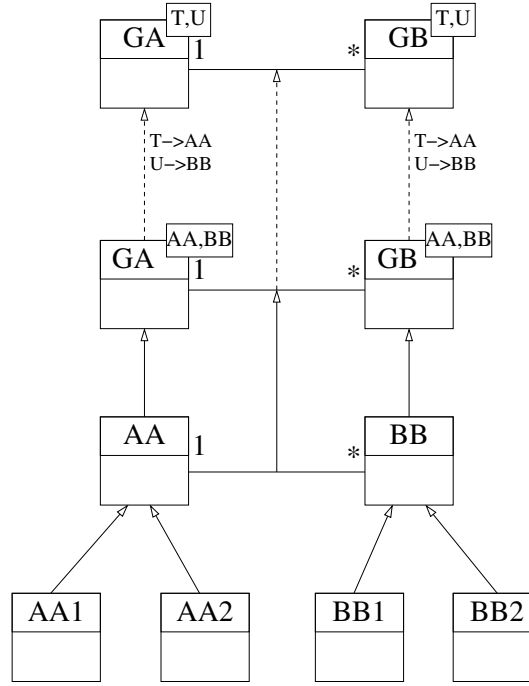 T,U
T,U
GA
GB
1
*
T->AA
U->BB
T->AA
U->BB
AA,BB
AA,BB
GA
GB
1
*
AA
BB
1
*
AA1
AA2
BB1
BB2